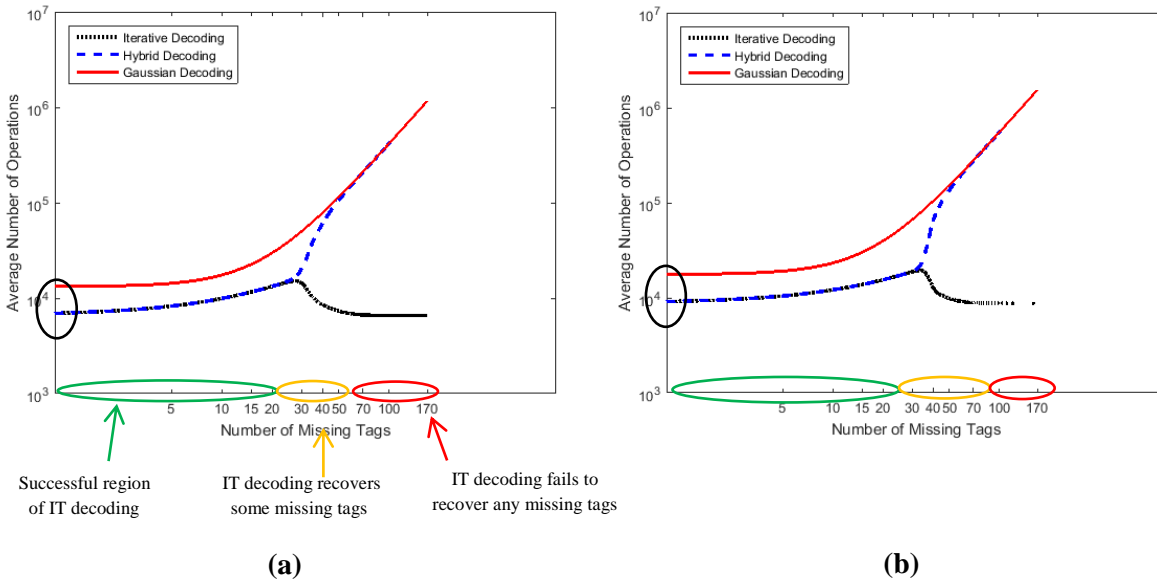 10^7
10^6
10^5
10^4
10^3
Average Number of Operations
Iterative Decoding
Hybrid Decoding
Gaussian Decoding
5 10 15 20 30 40 50 70 100 170
Number of Missing Tags
Successful region
of IT decoding
IT decoding recovers
some missing tags
IT decoding fails to
recover any missing tags
(a)
10^7
10^6
10^5
10^4
10^3
Average Number of Operations
Iterative Decoding
Hybrid Decoding
Gaussian Decoding
5 10 15 20 30 40 50 70 100 170
Number of Missing Tags
(b)